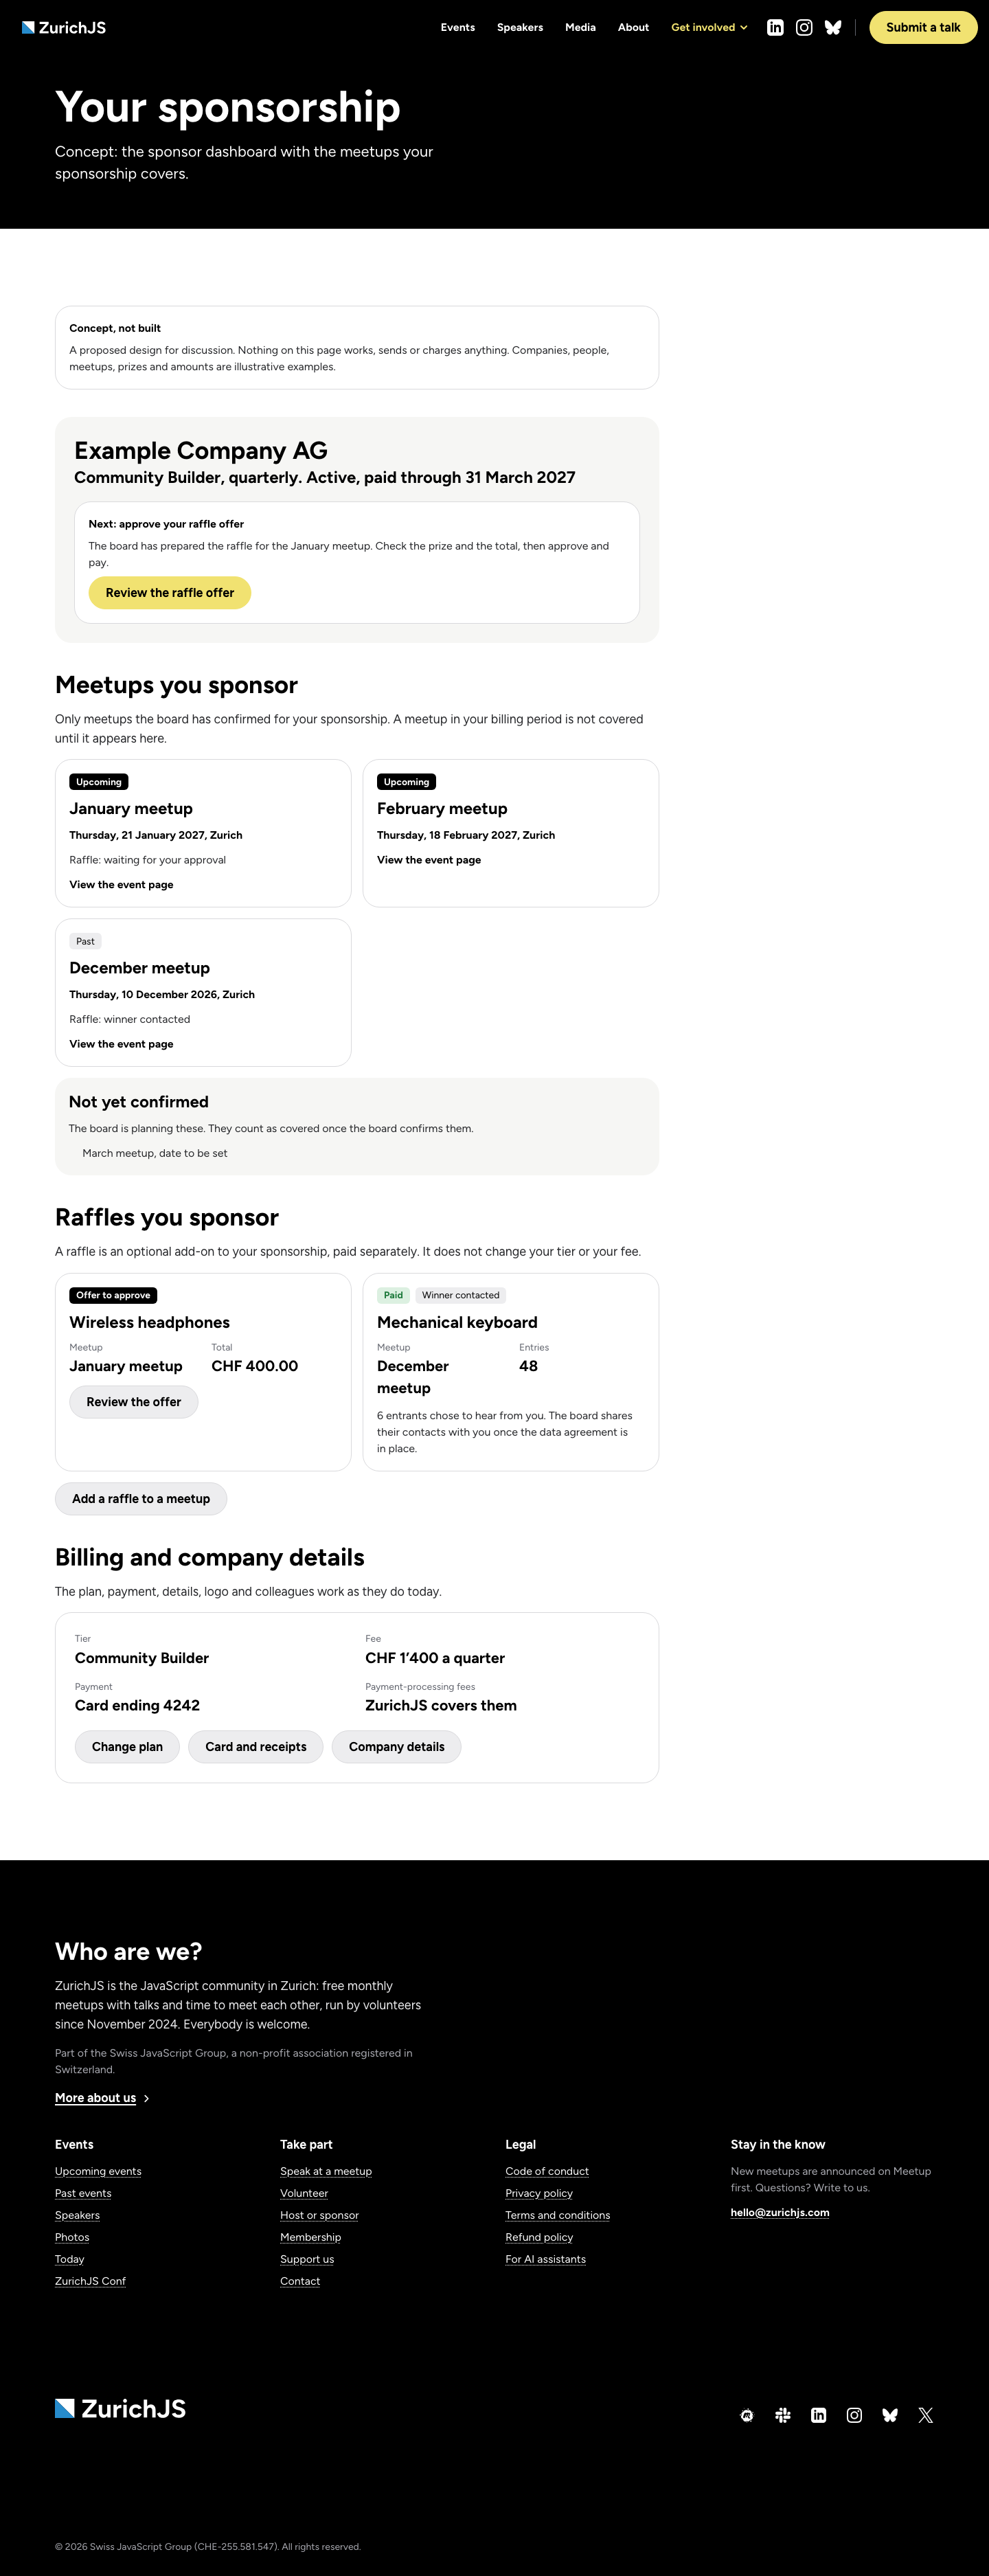 ZurichJS
Events Speakers Media About Get involved Submit a talk
Your sponsorship
Concept: the sponsor dashboard with the meetups your
sponsorship covers.
Concept, not built
A proposed design for discussion. Nothing on this page works, sends or charges anything. Companies, people,
meetups, prizes and amounts are illustrative examples.
Example Company AG
Community Builder, quarterly. Active, paid through 31 March 2027
Next: approve your raffle offer
The board has prepared the raffle for the January meetup. Check the prize and the total, then approve and
pay.
Review the raffle offer
Meetups you sponsor
Only meetups the board has confirmed for your sponsorship. A meetup in your billing period is not covered
until it appears here.
Upcoming
January meetup
Thursday, 21 January 2027, Zurich
Raffle: waiting for your approval
View the event page
Upcoming
February meetup
Thursday, 18 February 2027, Zurich
View the event page
Past
December meetup
Thursday, 10 December 2026, Zurich
Raffle: winner contacted
View the event page
Not yet confirmed
The board is planning these. They count as covered once the board confirms them.
March meetup, date to be set
Raffles you sponsor
A raffle is an optional add-on to your sponsorship, paid separately. It does not change your tier or your fee.
Offer to approve
Wireless headphones
Meetup Total
January meetup CHF 400.00
Review the offer
Paid Winner contacted
Mechanical keyboard
Meetup Entries
December 48
meetup
6 entrants chose to hear from you. The board shares
their contacts with you once the data agreement is
in place.
Add a raffle to a meetup
Billing and company details
The plan, payment, details, logo and colleagues work as they do today.
Tier Fee
Community Builder CHF 1’400 a quarter
Payment Payment-processing fees
Card ending 4242 ZurichJS covers them
Change plan Card and receipts Company details
Who are we?
ZurichJS is the JavaScript community in Zurich: free monthly
meetups with talks and time to meet each other, run by volunteers
since November 2024. Everybody is welcome.
Part of the Swiss JavaScript Group, a non-profit association registered in
Switzerland.
More about us
Events
Upcoming events
Past events
Speakers
Photos
Today
ZurichJS Conf
Take part
Speak at a meetup
Volunteer
Host or sponsor
Membership
Support us
Contact
Legal
Code of conduct
Privacy policy
Terms and conditions
Refund policy
For AI assistants
Stay in the know
New meetups are announced on Meetup
first. Questions? Write to us.
hello@zurichjs.com
ZurichJS
© 2026 Swiss JavaScript Group (CHE-255.581.547). All rights reserved.